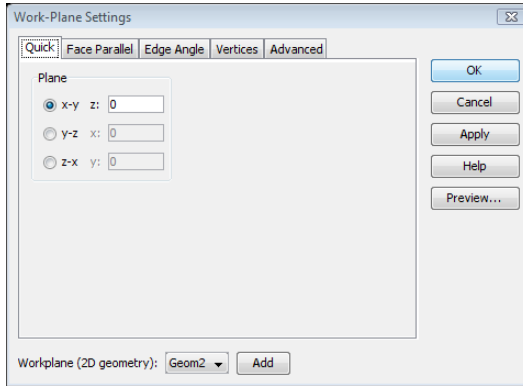 Work-Plane Settings
Quick Face Parallel Edge Angle Vertices Advanced
Plane
x-y z: 0
y-z x: 0
z-x y: 0
OK
Cancel
Apply
Help
Preview...
Workplane (2D geometry): Geom2 Add